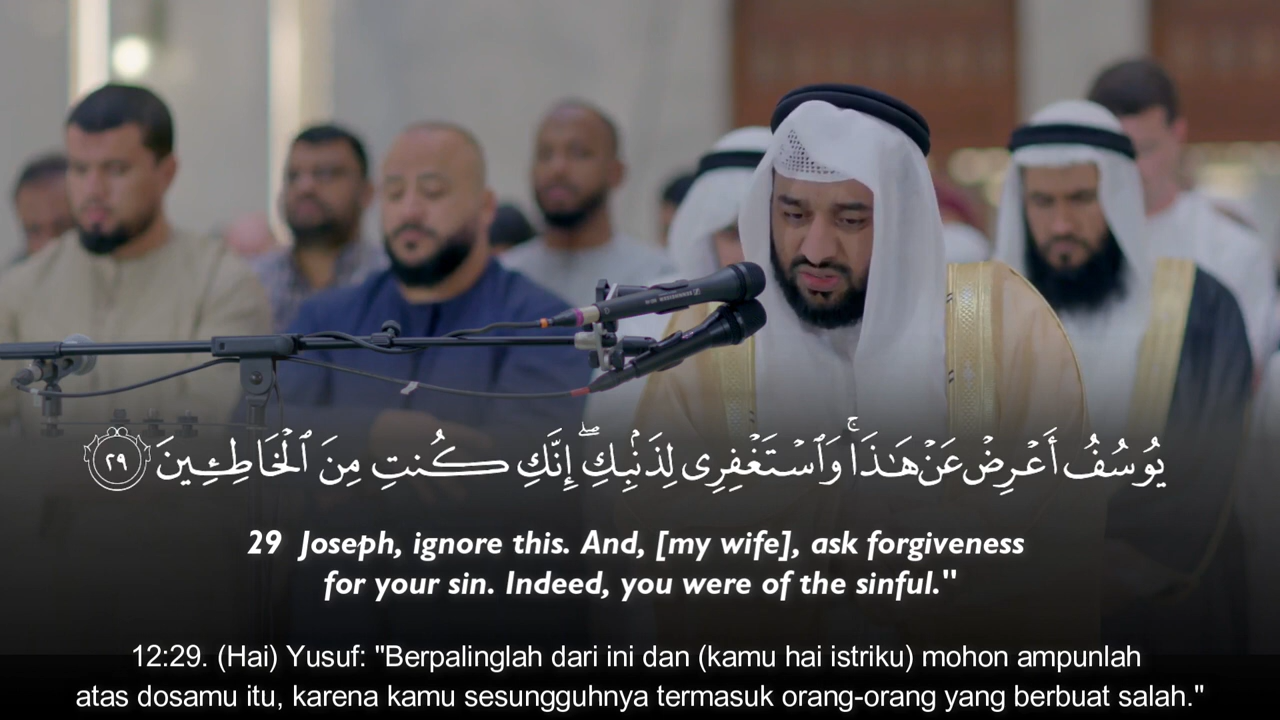 يُوسُفُ أَعۡرِضۡ عَنۡ هَـٰذَاۚ وَٱسۡتَغۡفِرِى لِذَنۢبِكِۖ إِنَّكِ كُنتِ مِنَ ٱلۡخَاطِـِٔينَ ٢٩
29 Joseph, ignore this. And, [my wife], ask forgiveness
for your sin. Indeed, you were of the sinful."
12:29. (Hai) Yusuf: "Berpalinglah dari ini dan (kamu hai istriku) mohon ampunlah
atas dosamu itu, karena kamu sesungguhnya termasuk orang-orang yang berbuat salah."